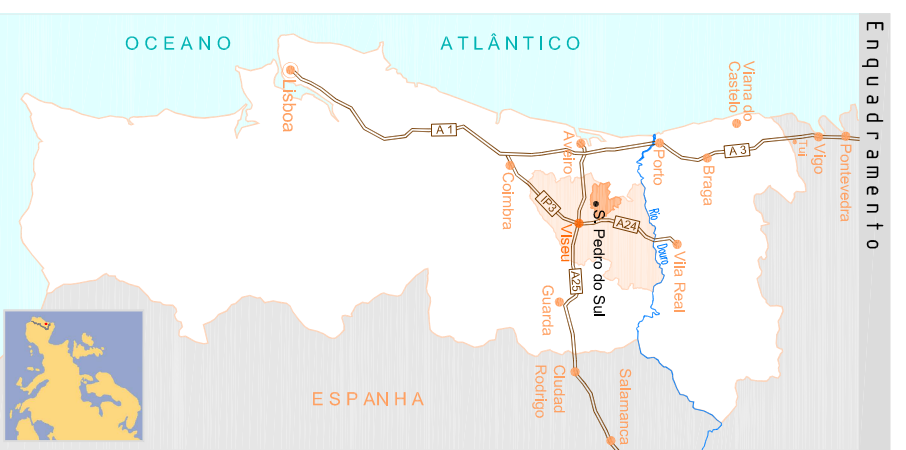 Enquadramento
OCEANO ATLÂNTICO
Lisboa
A 1
Coimbra
Aveiro
IP3
Viseu
S. Pedro do Sul
A24
A25
Guarda
Porto
Rio
Douro
Vila Real
Braga
A 3
Viana do
Castelo
Tui
Vigo
Pontevedra
Ciudad
Rodrigo
Salamanca
ESPANHA